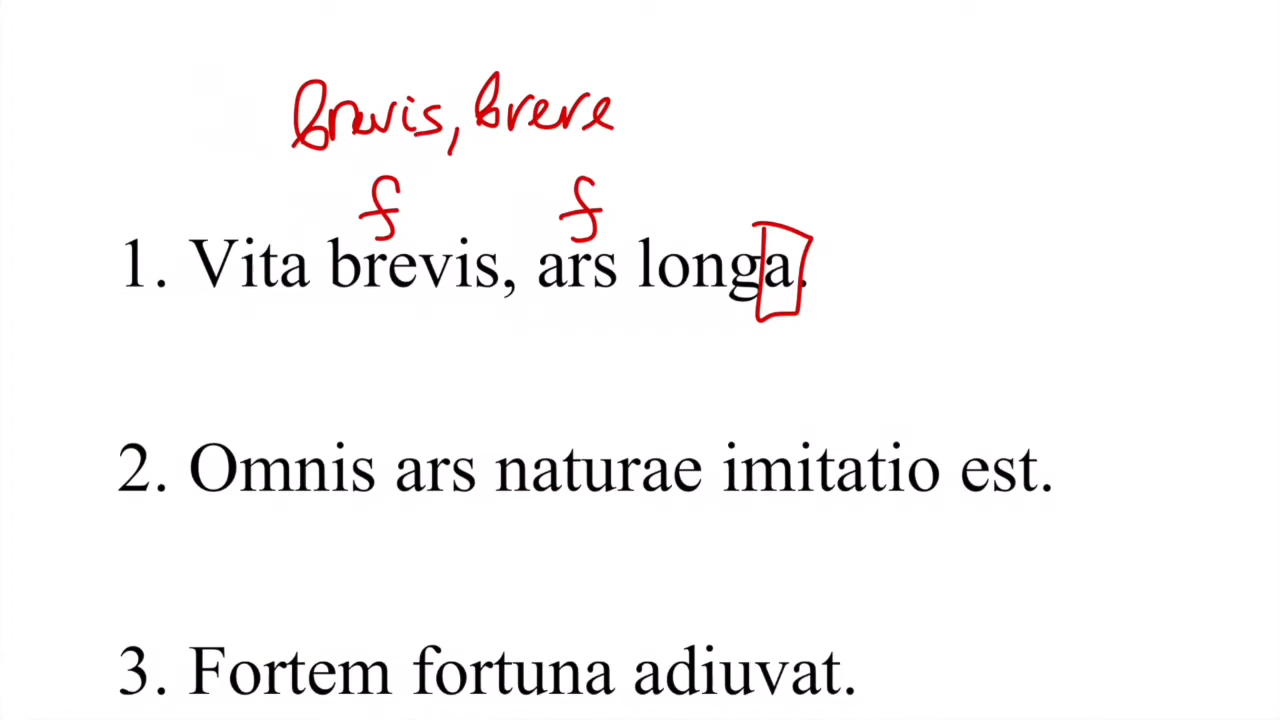 brevis, breve
f f
1. Vita brevis, ars longa.
2. Omnis ars naturae imitatio est.
3. Fortem fortuna adiuvat.